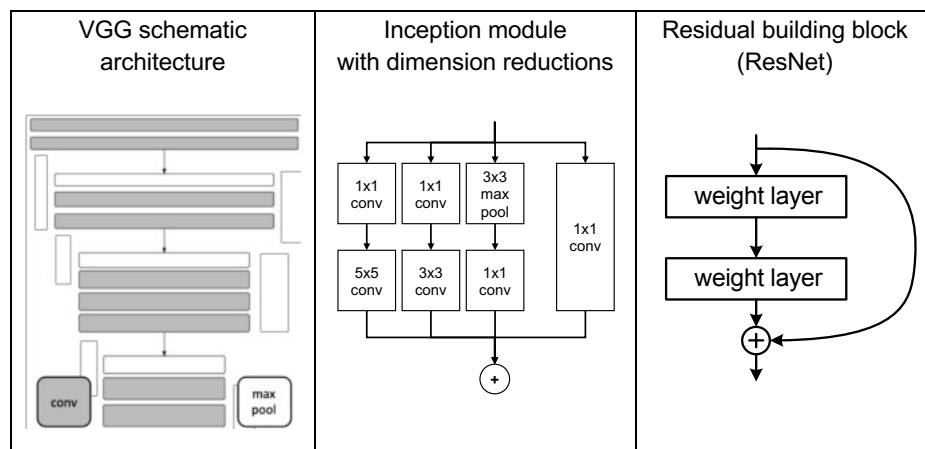 VGG schematic
architecture
conv
max
pool
Inception module
with dimension reductions
1x1
conv
1x1
conv
3x3
max
pool
1x1
conv
5x5
conv
3x3
conv
1x1
conv
+
Residual building block
(ResNet)
weight layer
weight layer
+